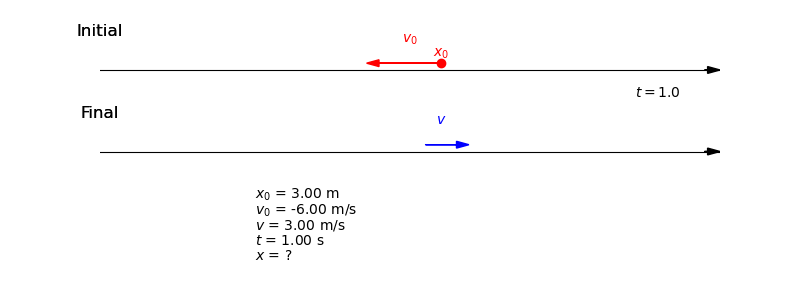 Initial
v₀
x₀
t = 1.0
Final
v
x₀ = 3.00 m
v₀ = -6.00 m/s
v = 3.00 m/s
t = 1.00 s
x = ?